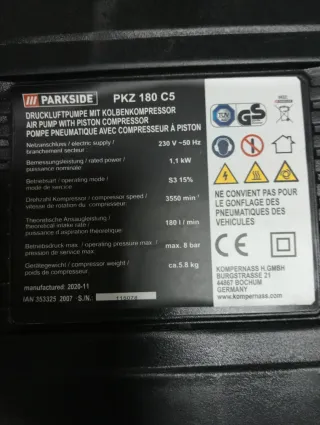 /// PARKSIDE PKZ 180 C5
DRUCKLUFTPUMPE MIT KOLBENKOMPRESSOR
AIR PUMP WITH PISTON COMPRESSOR
POMPE PNEUMATIQUE AVEC COMPRESSEUR À PISTON
Netzanschluss / electric supply / branchement secteur : 230 V ~50 Hz
Bemessungsleistung / rated power / puissance nominale : 1,1 kW
Betriebsart / operating mode / mode de service : S3 15%
Drehzahl Kompressor / compressor speed / vitesse de rotation de compresseur : 3550 min⁻¹
Theoretische Ansaugleistung / theoretical intake rate / puissance d'aspiration théorique : 180 l / min
Betriebsdruck max. / operating pressure max. / pression de service max. : max. 8 bar
Gerätegewicht / compressor weight / poids de compresseur : ca. 5.8 kg
manufactured: 2020-11
IAN 353325 2007 S/N.:
GS
NE CONVIENT PAS POUR
LE GONFLAGE DES
PNEUMATIQUES DES
VEHICULES
CE
KOMPERNASS H.GMBH
BURGSTRASSE 21
44867 BOCHUM
GERMANY
www.kompernass.com